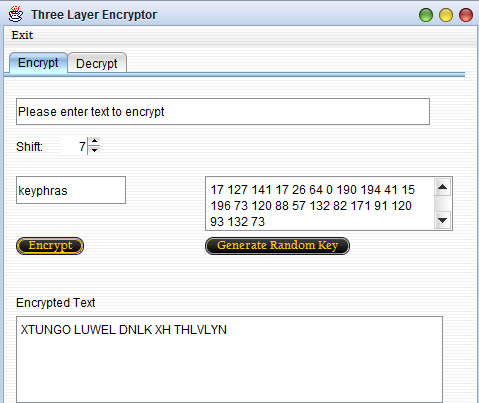 Three Layer Encryptor
Exit
Encrypt Decrypt
Please enter text to encrypt
Shift: 7
keyphras
17 127 141 17 26 64 0 190 194 41 15
196 73 120 88 57 132 82 171 91 120
93 132 73
Encrypt Generate Random Key
Encrypted Text
XTUNGO LUWEL DNLK XH THLVLYN